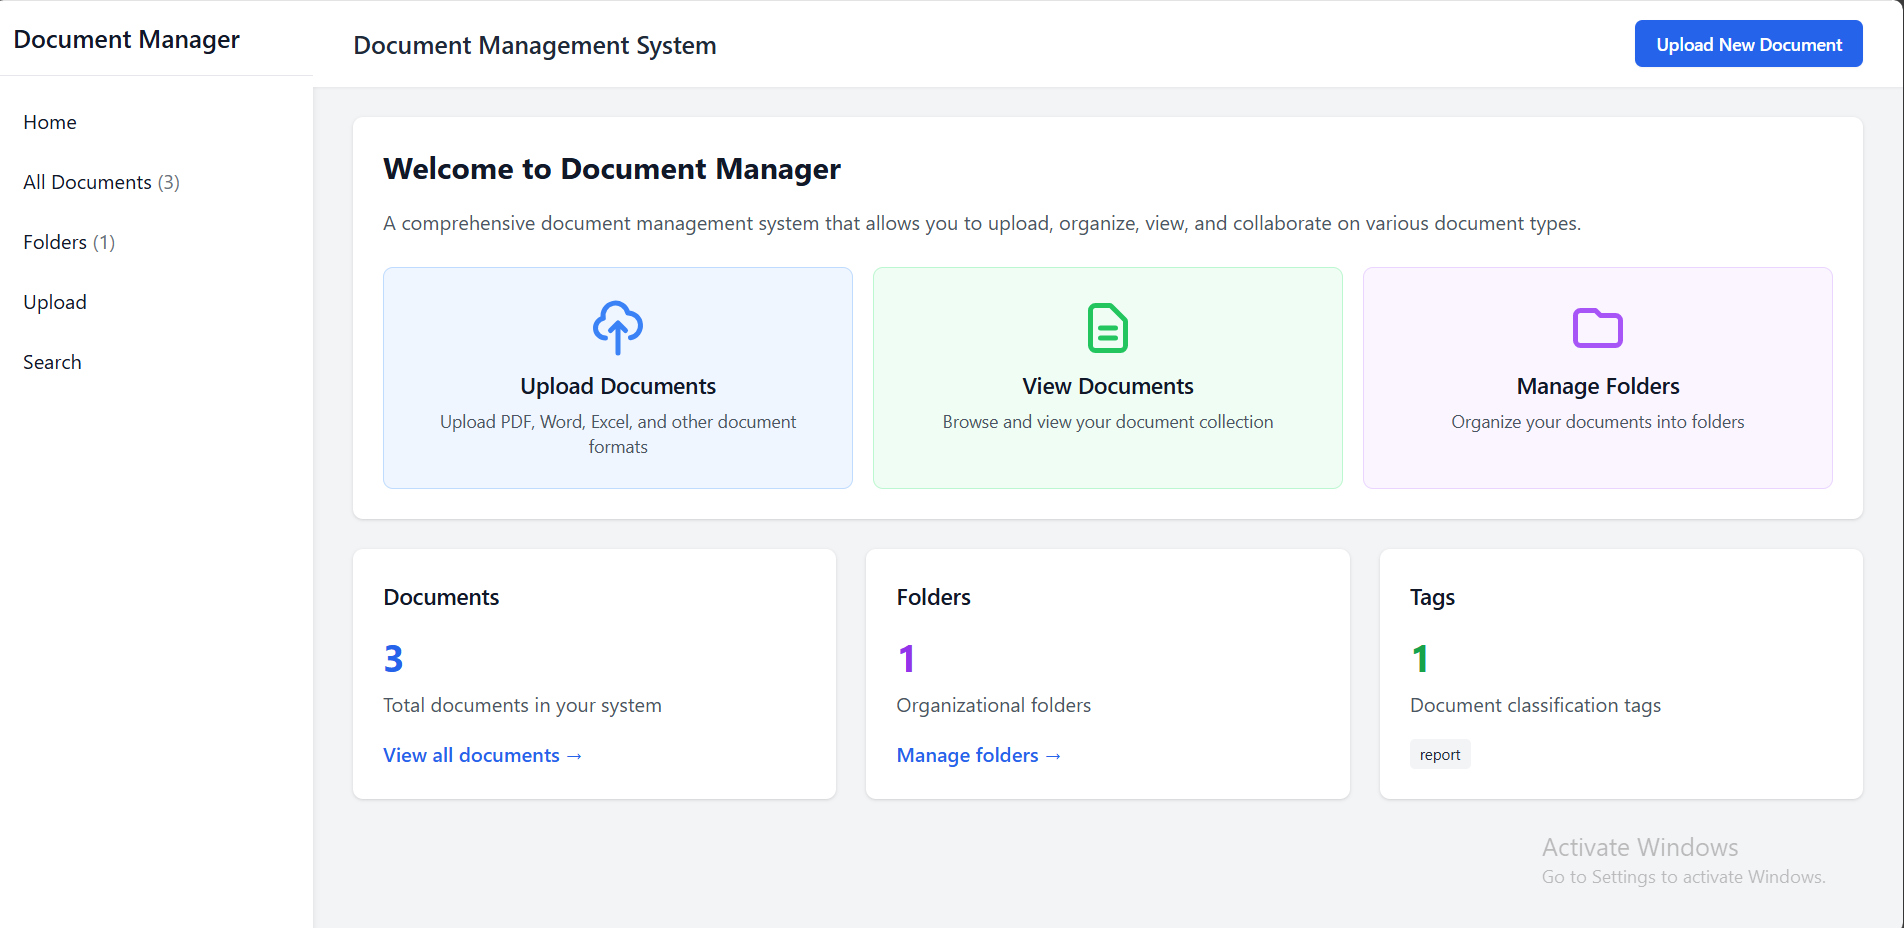 Document Manager
Document Management System
Upload New Document
Home
All Documents (3)
Folders (1)
Upload
Search
Welcome to Document Manager
A comprehensive document management system that allows you to upload, organize, view, and collaborate on various document types.
Upload Documents
Upload PDF, Word, Excel, and other document
formats
View Documents
Browse and view your document collection
Manage Folders
Organize your documents into folders
Documents
3
Total documents in your system
View all documents →
Folders
1
Organizational folders
Manage folders →
Tags
1
Document classification tags
report
Activate Windows
Go to Settings to activate Windows.